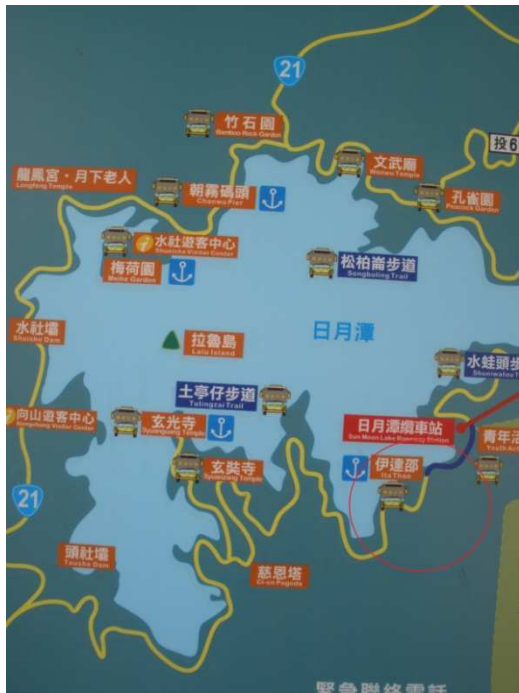 21
竹石園
Bamboo Rock Garden
文武廟
Wenwu Temple
投6
龍鳳宮・月下老人
Longfong Temple
朝霧碼頭
Chaowu Pier
孔雀園
Peacock Garden
水社遊客中心
Shueishe Visitor Center
梅荷園
Meihe Garden
松柏崙步道
Songboling Trail
水社壩
Shuishe Dam
拉魯島
Lalu Island
日月潭
水蛙頭步
土亭仔步道
Tutingzai Trail
向山遊客中心
Xiangshang Visitor Center
玄光寺
Syuanguang Temple
日月潭纜車站
Sun Moon Lake Ropeway Station
青年活
Youth Act
伊達邵
Ita Thao
玄奘寺
Syuanzang Temple
21
頭社壩
Toushe Dam
慈恩塔
Ci-en Pagoda
緊急聯絡電話